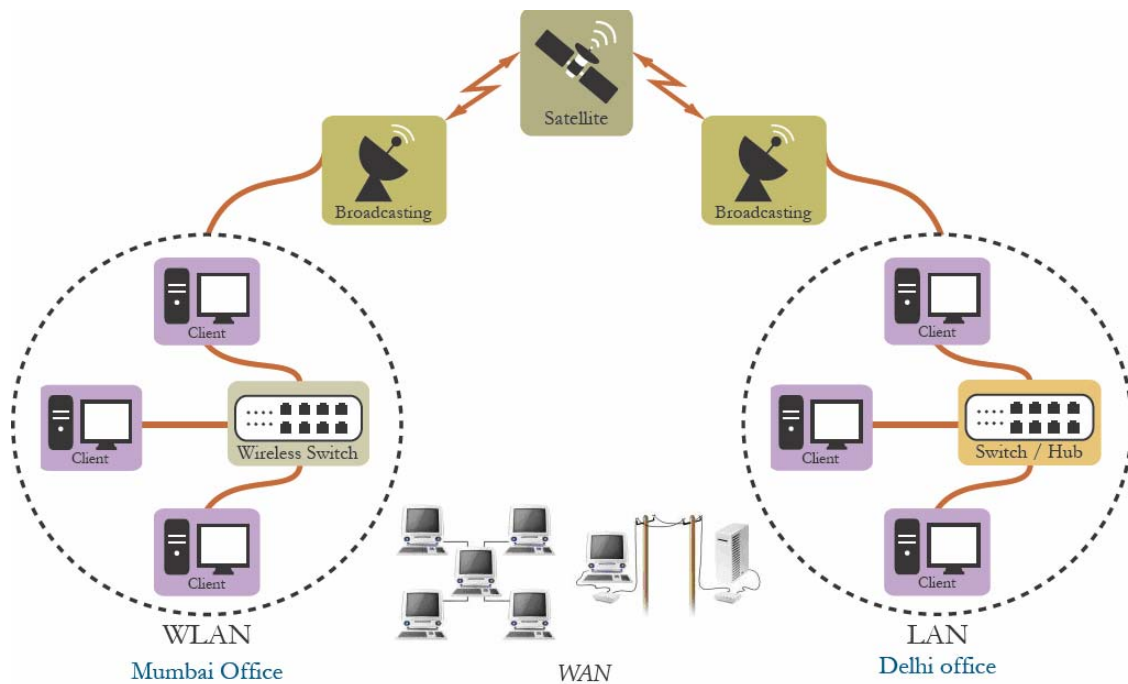 Satellite
Broadcasting
Broadcasting
Client
Client
Wireless Switch
Client
WLAN
Mumbai Office
Client
Client
Switch / Hub
Client
LAN
Delhi office
WAN